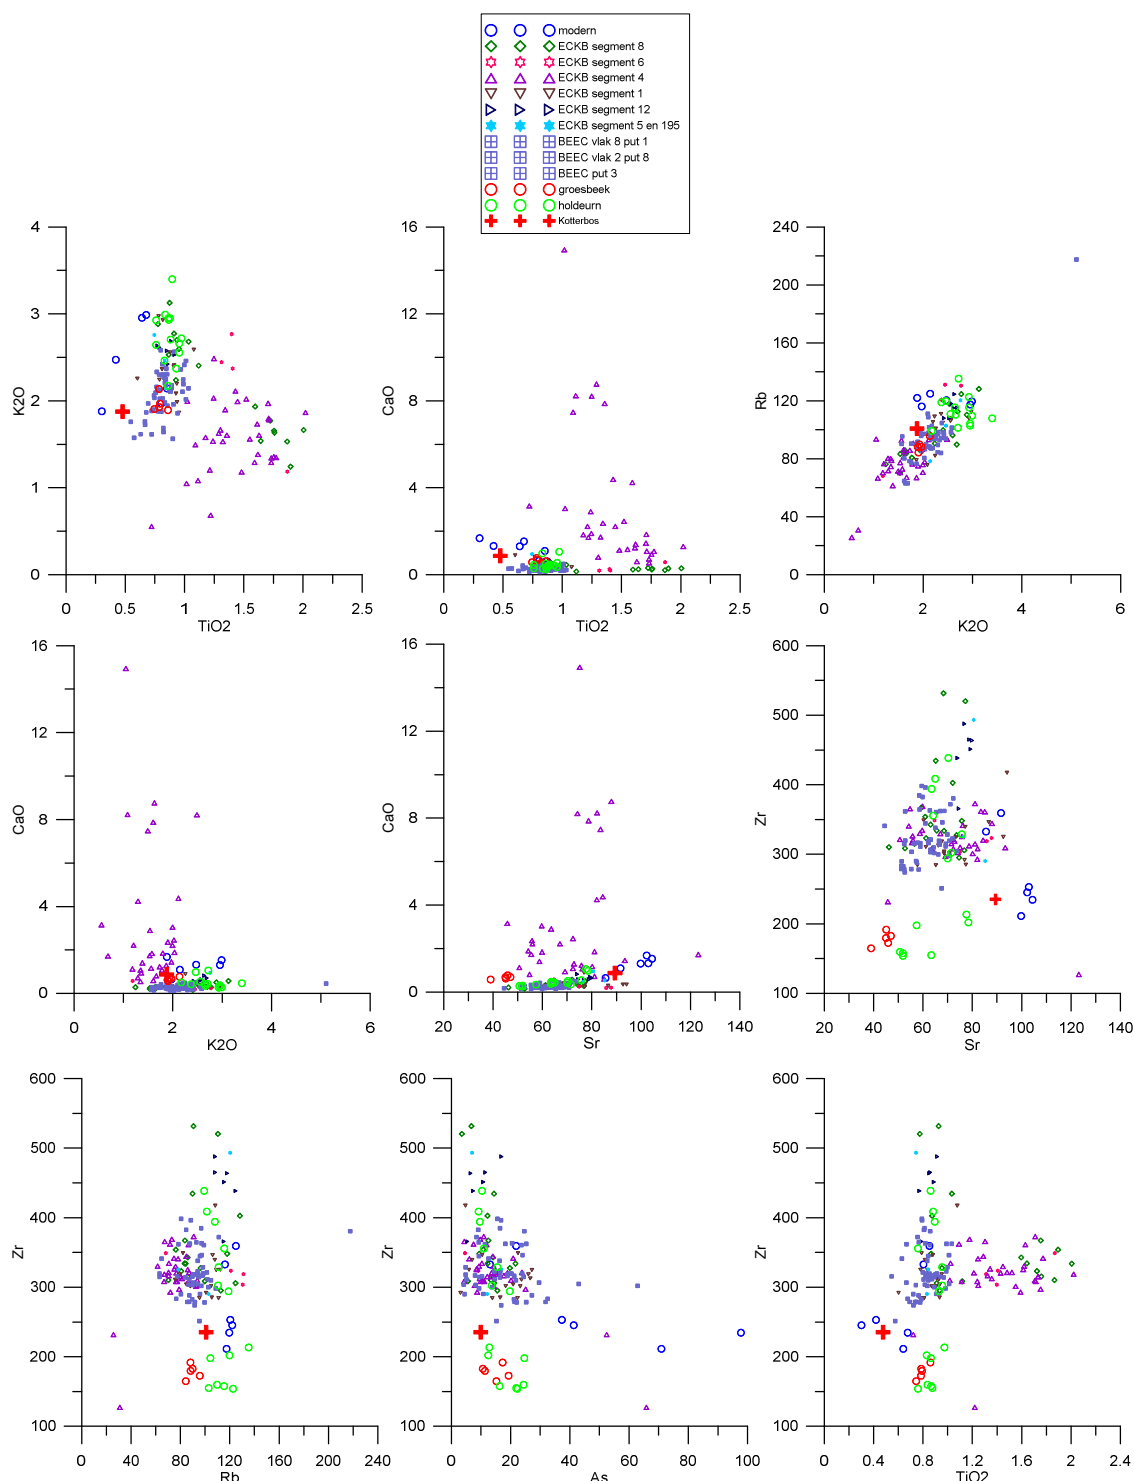 modern
ECKB segment 8
ECKB segment 6
ECKB segment 4
ECKB segment 1
ECKB segment 12
ECKB segment 5 en 195
BEEC vlak 8 put 1
BEEC vlak 2 put 8
BEEC put 3
groesbeek
holdeurn
Kotterbos
4
3
2
1
0
K2O
0 0.5 1 1.5 2 2.5
TiO2
16
12
8
4
0
CaO
0 0.5 1 1.5 2 2.5
TiO2
240
200
160
120
80
40
0
Rb
0 2 4 6
K2O
16
12
8
4
0
CaO
0 2 4 6
K2O
16
12
8
4
0
CaO
20 40 60 80 100 120 140
Sr
600
500
400
300
200
100
Zr
20 40 60 80 100 120 140
Sr
600
500
400
300
200
100
Zr
0 40 80 120 160 200 240
Rb
600
500
400
300
200
100
Zr
0 20 40 60 80 100
As
600
500
400
300
200
100
Zr
0 0.4 0.8 1.2 1.6 2 2.4
TiO2